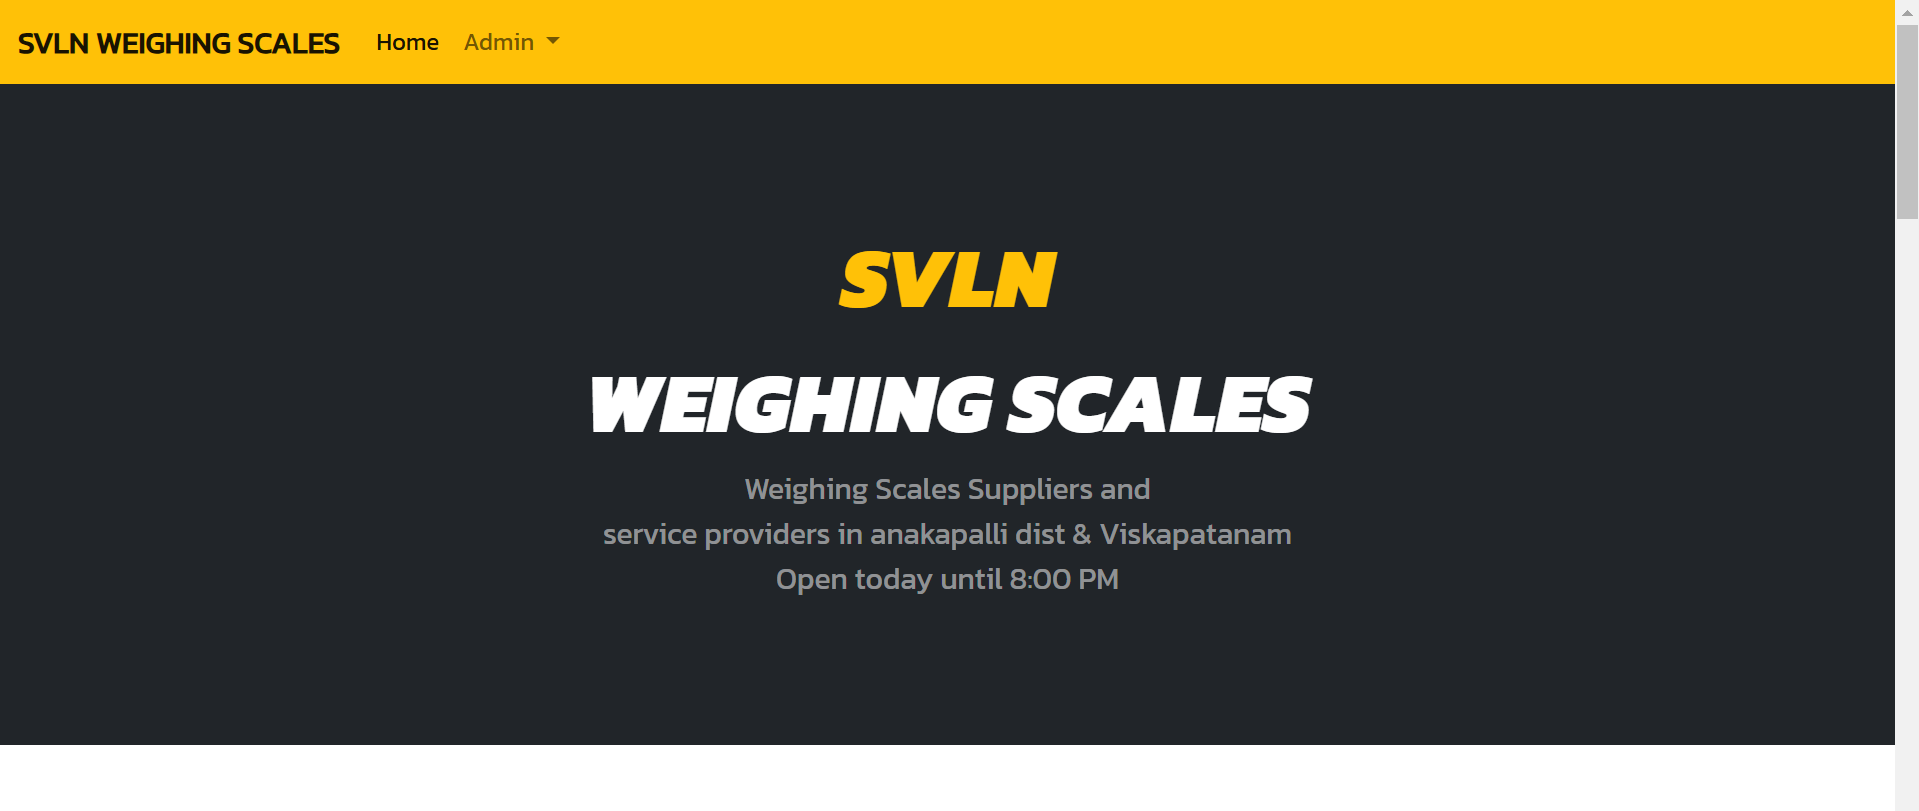 SVLN WEIGHING SCALES Home Admin
SVLN
WEIGHING SCALES
Weighing Scales Suppliers and
service providers in anakapalli dist & Viskapatanam
Open today until 8:00 PM